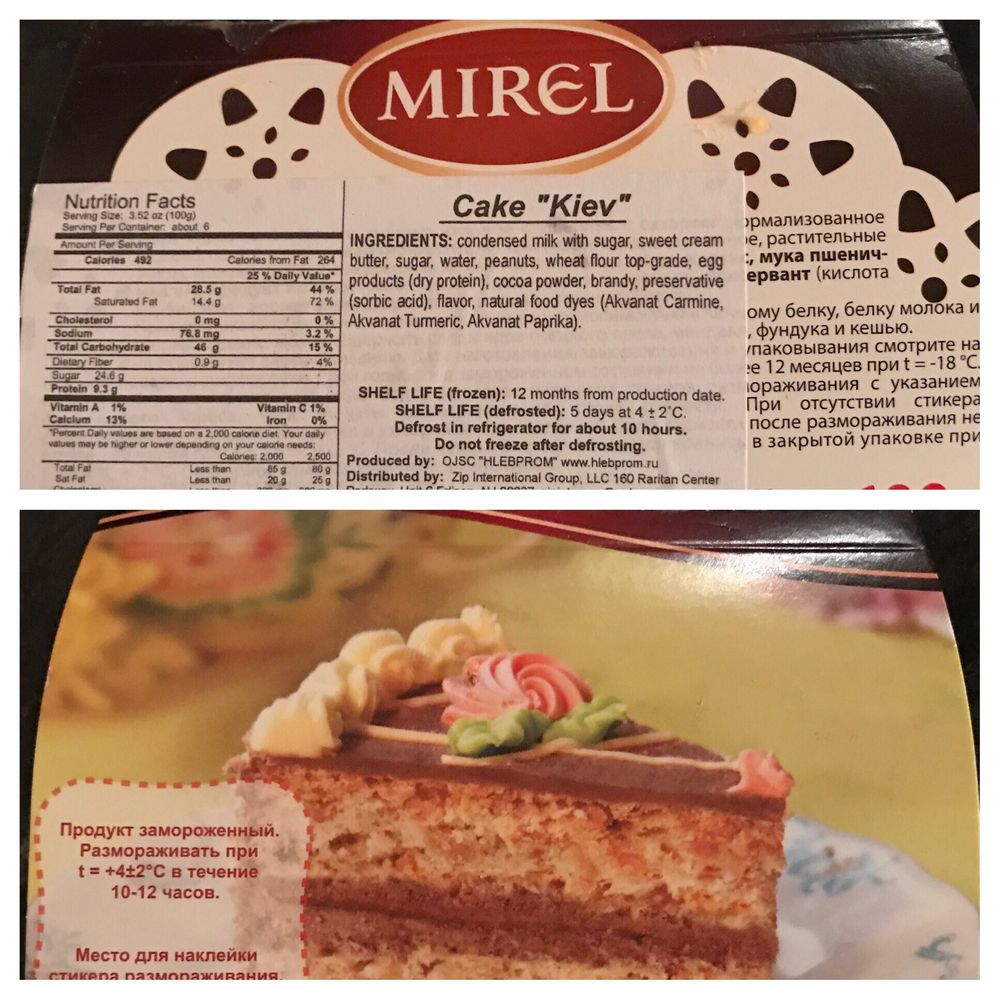 MIREL
Nutrition Facts
Serving Size: 3.52 oz (100g)
Serving Per Container: about 6
Amount Per Serving
Calories 492 Calories from Fat 264
25 % Daily Value*
Total Fat 28.5 g 44 %
Saturated Fat 14.4 g 72 %
Cholesterol 0 mg 0 %
Sodium 76.8 mg 3.2 %
Total Carbohydrate 46 g 15 %
Dietary Fiber 0.9 g 4%
Sugar 24.6 g
Protein 9.3 g
Vitamin A 1% Vitamin C 1%
Calcium 13% Iron 0%
*Percent Daily values are based on a 2,000 calorie diet. Your daily
values may be higher or lower depending on your calorie needs:
Calories: 2,000 2,500
Total Fat Less than 65 g 80 g
Sat Fat Less than 20 g 25 g
Cake "Kiev"
INGREDIENTS: condensed milk with sugar, sweet cream
butter, sugar, water, peanuts, wheat flour top-grade, egg
products (dry protein), cocoa powder, brandy, preservative
(sorbic acid), flavor, natural food dyes (Akvanat Carmine,
Akvanat Turmeric, Akvanat Paprika).
SHELF LIFE (frozen): 12 months from production date.
SHELF LIFE (defrosted): 5 days at 4 ± 2°C.
Defrost in refrigerator for about 10 hours.
Do not freeze after defrosting.
Produced by: OJSC "HLEBPROM" www.hlebprom.ru
Distributed by: Zip International Group, LLC 160 Raritan Center
растительные
мука пшенич-
(кислота
белку, белку молока и
фундука и кешью.
смотрите на
12 месяцев при t = -18 °C.
с указанием
При отсутствии стикера
после размораживания не
в закрытой упаковке при
Продукт замороженный.
Размораживать при
t = +4±2°C в течение
10-12 часов.
Место для наклейки
стикера размораживания.